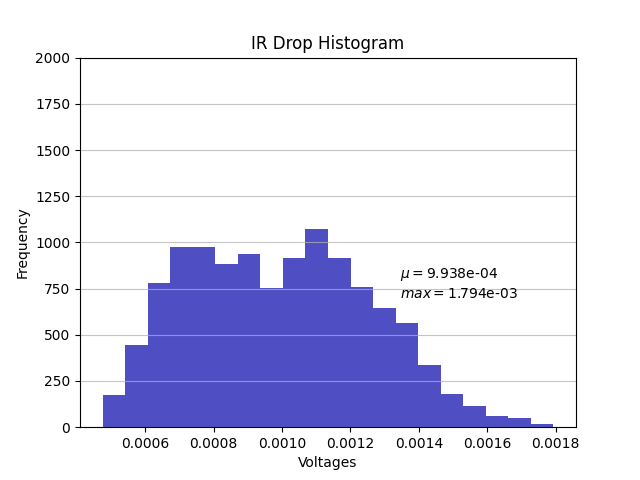 IR Drop Histogram
2000
1750
1500
1250
1000
750
500
250
0
Frequency
μ = 9.938e-04
max = 1.794e-03
0.0006 0.0008 0.0010 0.0012 0.0014 0.0016 0.0018
Voltages